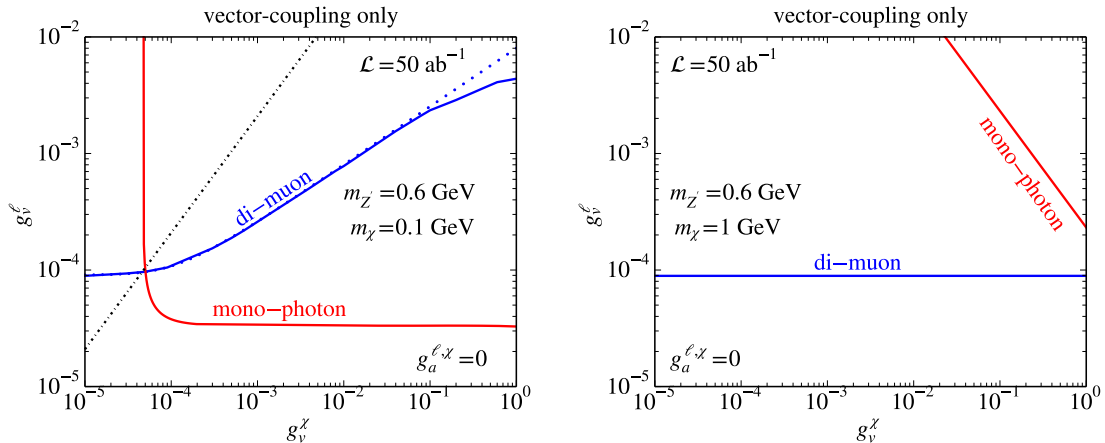 vector-coupling only
10⁻²
10⁻³
10⁻⁴
10⁻⁵
g_v^ℓ
ℒ=50 ab⁻¹
di−muon
m_Z′=0.6 GeV
m_χ=0.1 GeV
mono−photon
g_a^{ℓ,χ}=0
10⁻⁵ 10⁻⁴ 10⁻³ 10⁻² 10⁻¹ 10⁰
g_v^χ
vector-coupling only
10⁻²
10⁻³
10⁻⁴
10⁻⁵
g_v^ℓ
ℒ=50 ab⁻¹
mono−photon
m_Z′=0.6 GeV
m_χ=1 GeV
di−muon
g_a^{ℓ,χ}=0
10⁻⁵ 10⁻⁴ 10⁻³ 10⁻² 10⁻¹ 10⁰
g_v^χ